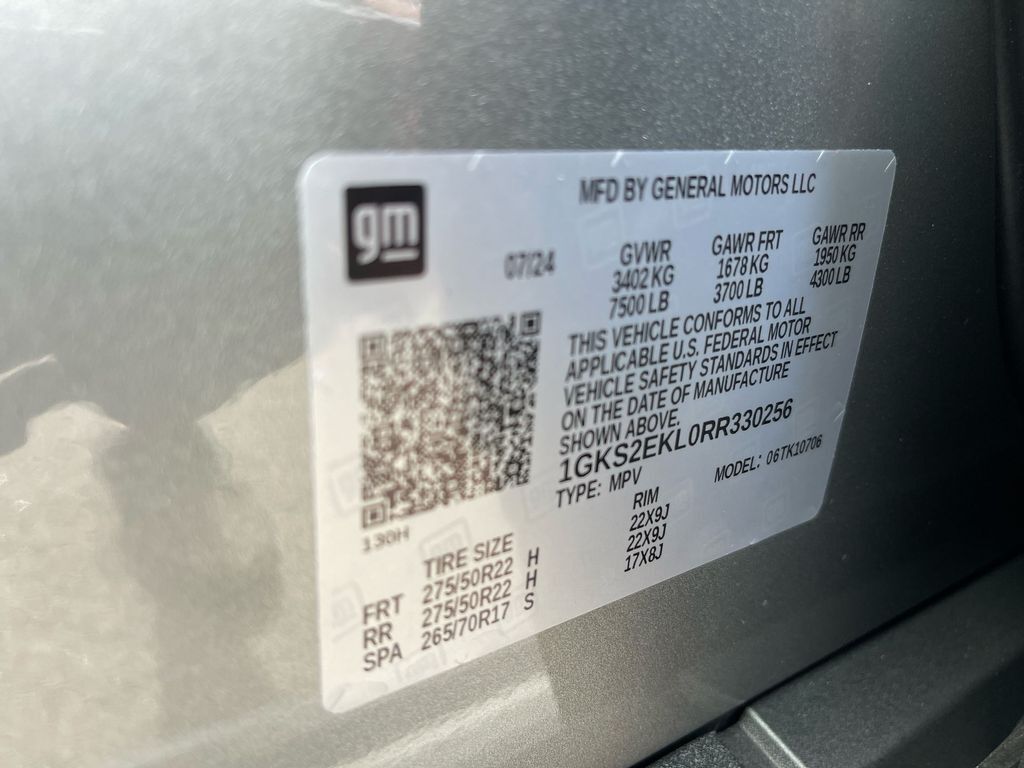 gm
MFD BY GENERAL MOTORS LLC
07/24
GVWR GAWR FRT GAWR RR
3402 KG 1678 KG 1950 KG
7500 LB 3700 LB 4300 LB
THIS VEHICLE CONFORMS TO ALL
APPLICABLE U.S. FEDERAL MOTOR
VEHICLE SAFETY STANDARDS IN EFFECT
ON THE DATE OF MANUFACTURE
SHOWN ABOVE.
1GKS2EKL0RR330256
TYPE: MPV MODEL: 06TK10706
130H
TIRE SIZE RIM
FRT 275/50R22 H 22X9J
RR 275/50R22 H 22X9J
SPA 265/70R17 S 17X8J